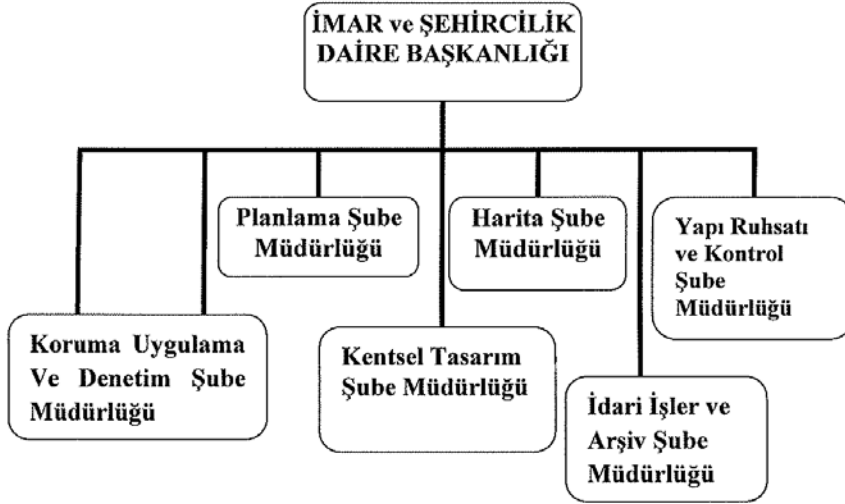 İMAR ve ŞEHİRCİLİK
DAİRE BAŞKANLIĞI
Planlama Şube
Müdürlüğü
Harita Şube
Müdürlüğü
Yapı Ruhsatı
ve Kontrol
Şube
Müdürlüğü
Koruma Uygulama
Ve Denetim Şube
Müdürlüğü
Kentsel Tasarım
Şube Müdürlüğü
İdari İşler ve
Arşiv Şube
Müdürlüğü